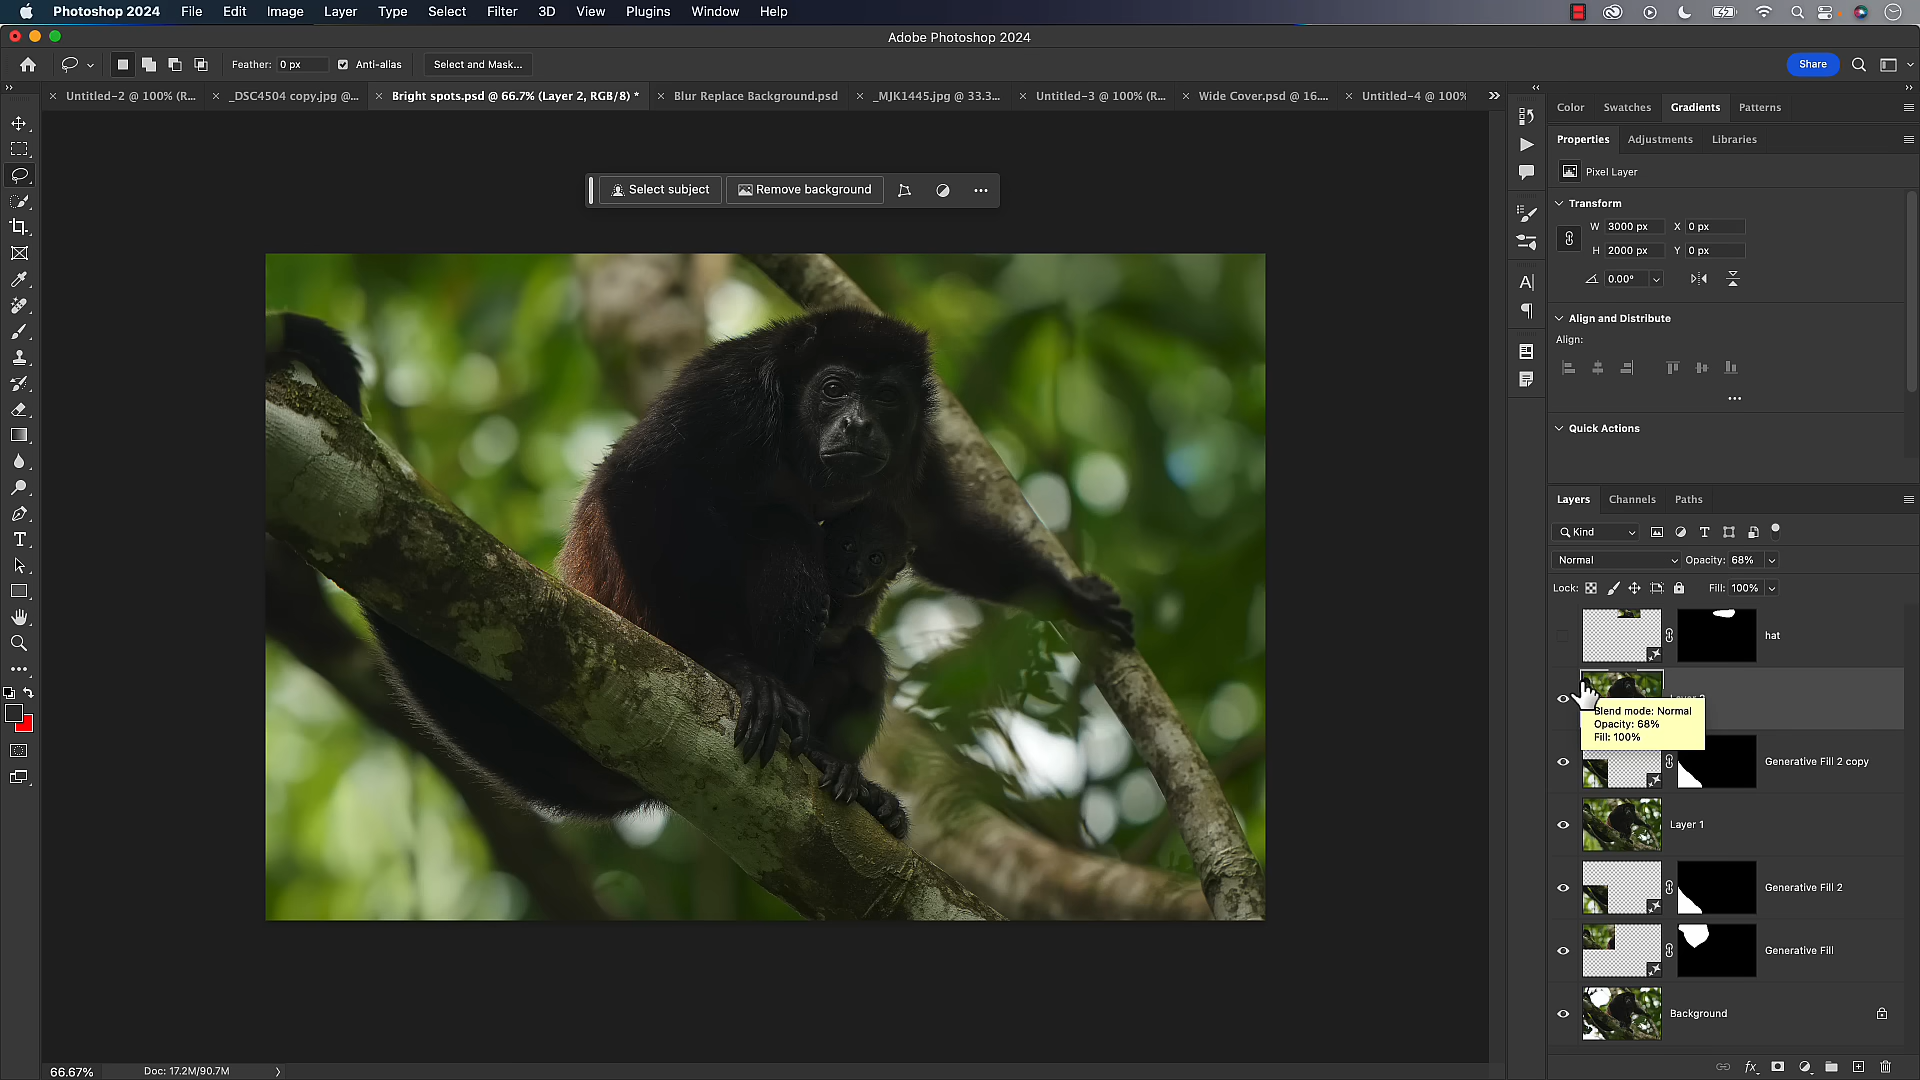 Photoshop 2024 File Edit Image Layer Type Select Filter 3D View Plugins Window Help
Adobe Photoshop 2024
Feather: 0 px Anti-alias Select and Mask... Share
Untitled-2 @ 100% (R... _DSC4504 copy.jpg @... Bright spots.psd @ 66.7% (Layer 2, RGB/8) * Blur Replace Background.psd _MJK1445.jpg @ 33.3... Untitled-3 @ 100% (R... Wide Cover.psd @ 16.... Untitled-4 @ 100%
Color Swatches Gradients Patterns
Properties Adjustments Libraries
Pixel Layer
Select subject Remove background
Transform
W 3000 px X 0 px
H 2000 px Y 0 px
0.00°
Align and Distribute
Align:
Quick Actions
Layers Channels Paths
Kind
Normal Opacity: 68%
Lock: Fill: 100%
hat
Blend mode: Normal
Opacity: 68%
Fill: 100%
Generative Fill 2 copy
Layer 1
Generative Fill 2
Generative Fill
Background
66.67% Doc: 17.2M/90.7M